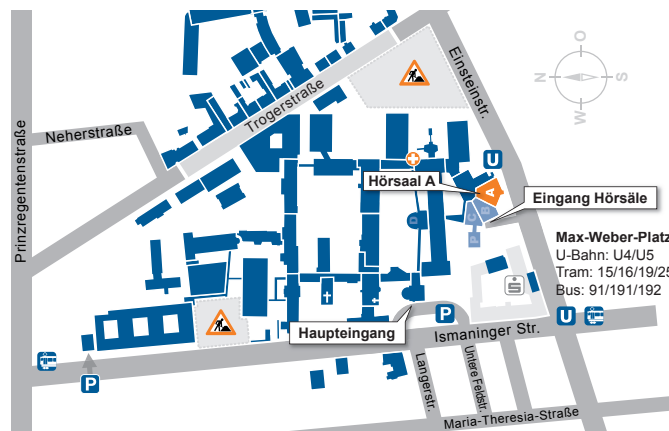 O
N
S
W
Einsteinstr.
Trogerstraße
Neherstraße
Prinzregentenstraße
U
Hörsaal A
A
Eingang Hörsäle
B
C
D
P
Max-Weber-Platz
U-Bahn: U4/U5
Tram: 15/16/19/25
Bus: 91/191/192
S
P
U
Haupteingang
Ismaninger Str.
P
Langerstr.
Untere Feldstr.
Maria-Theresia-Straße